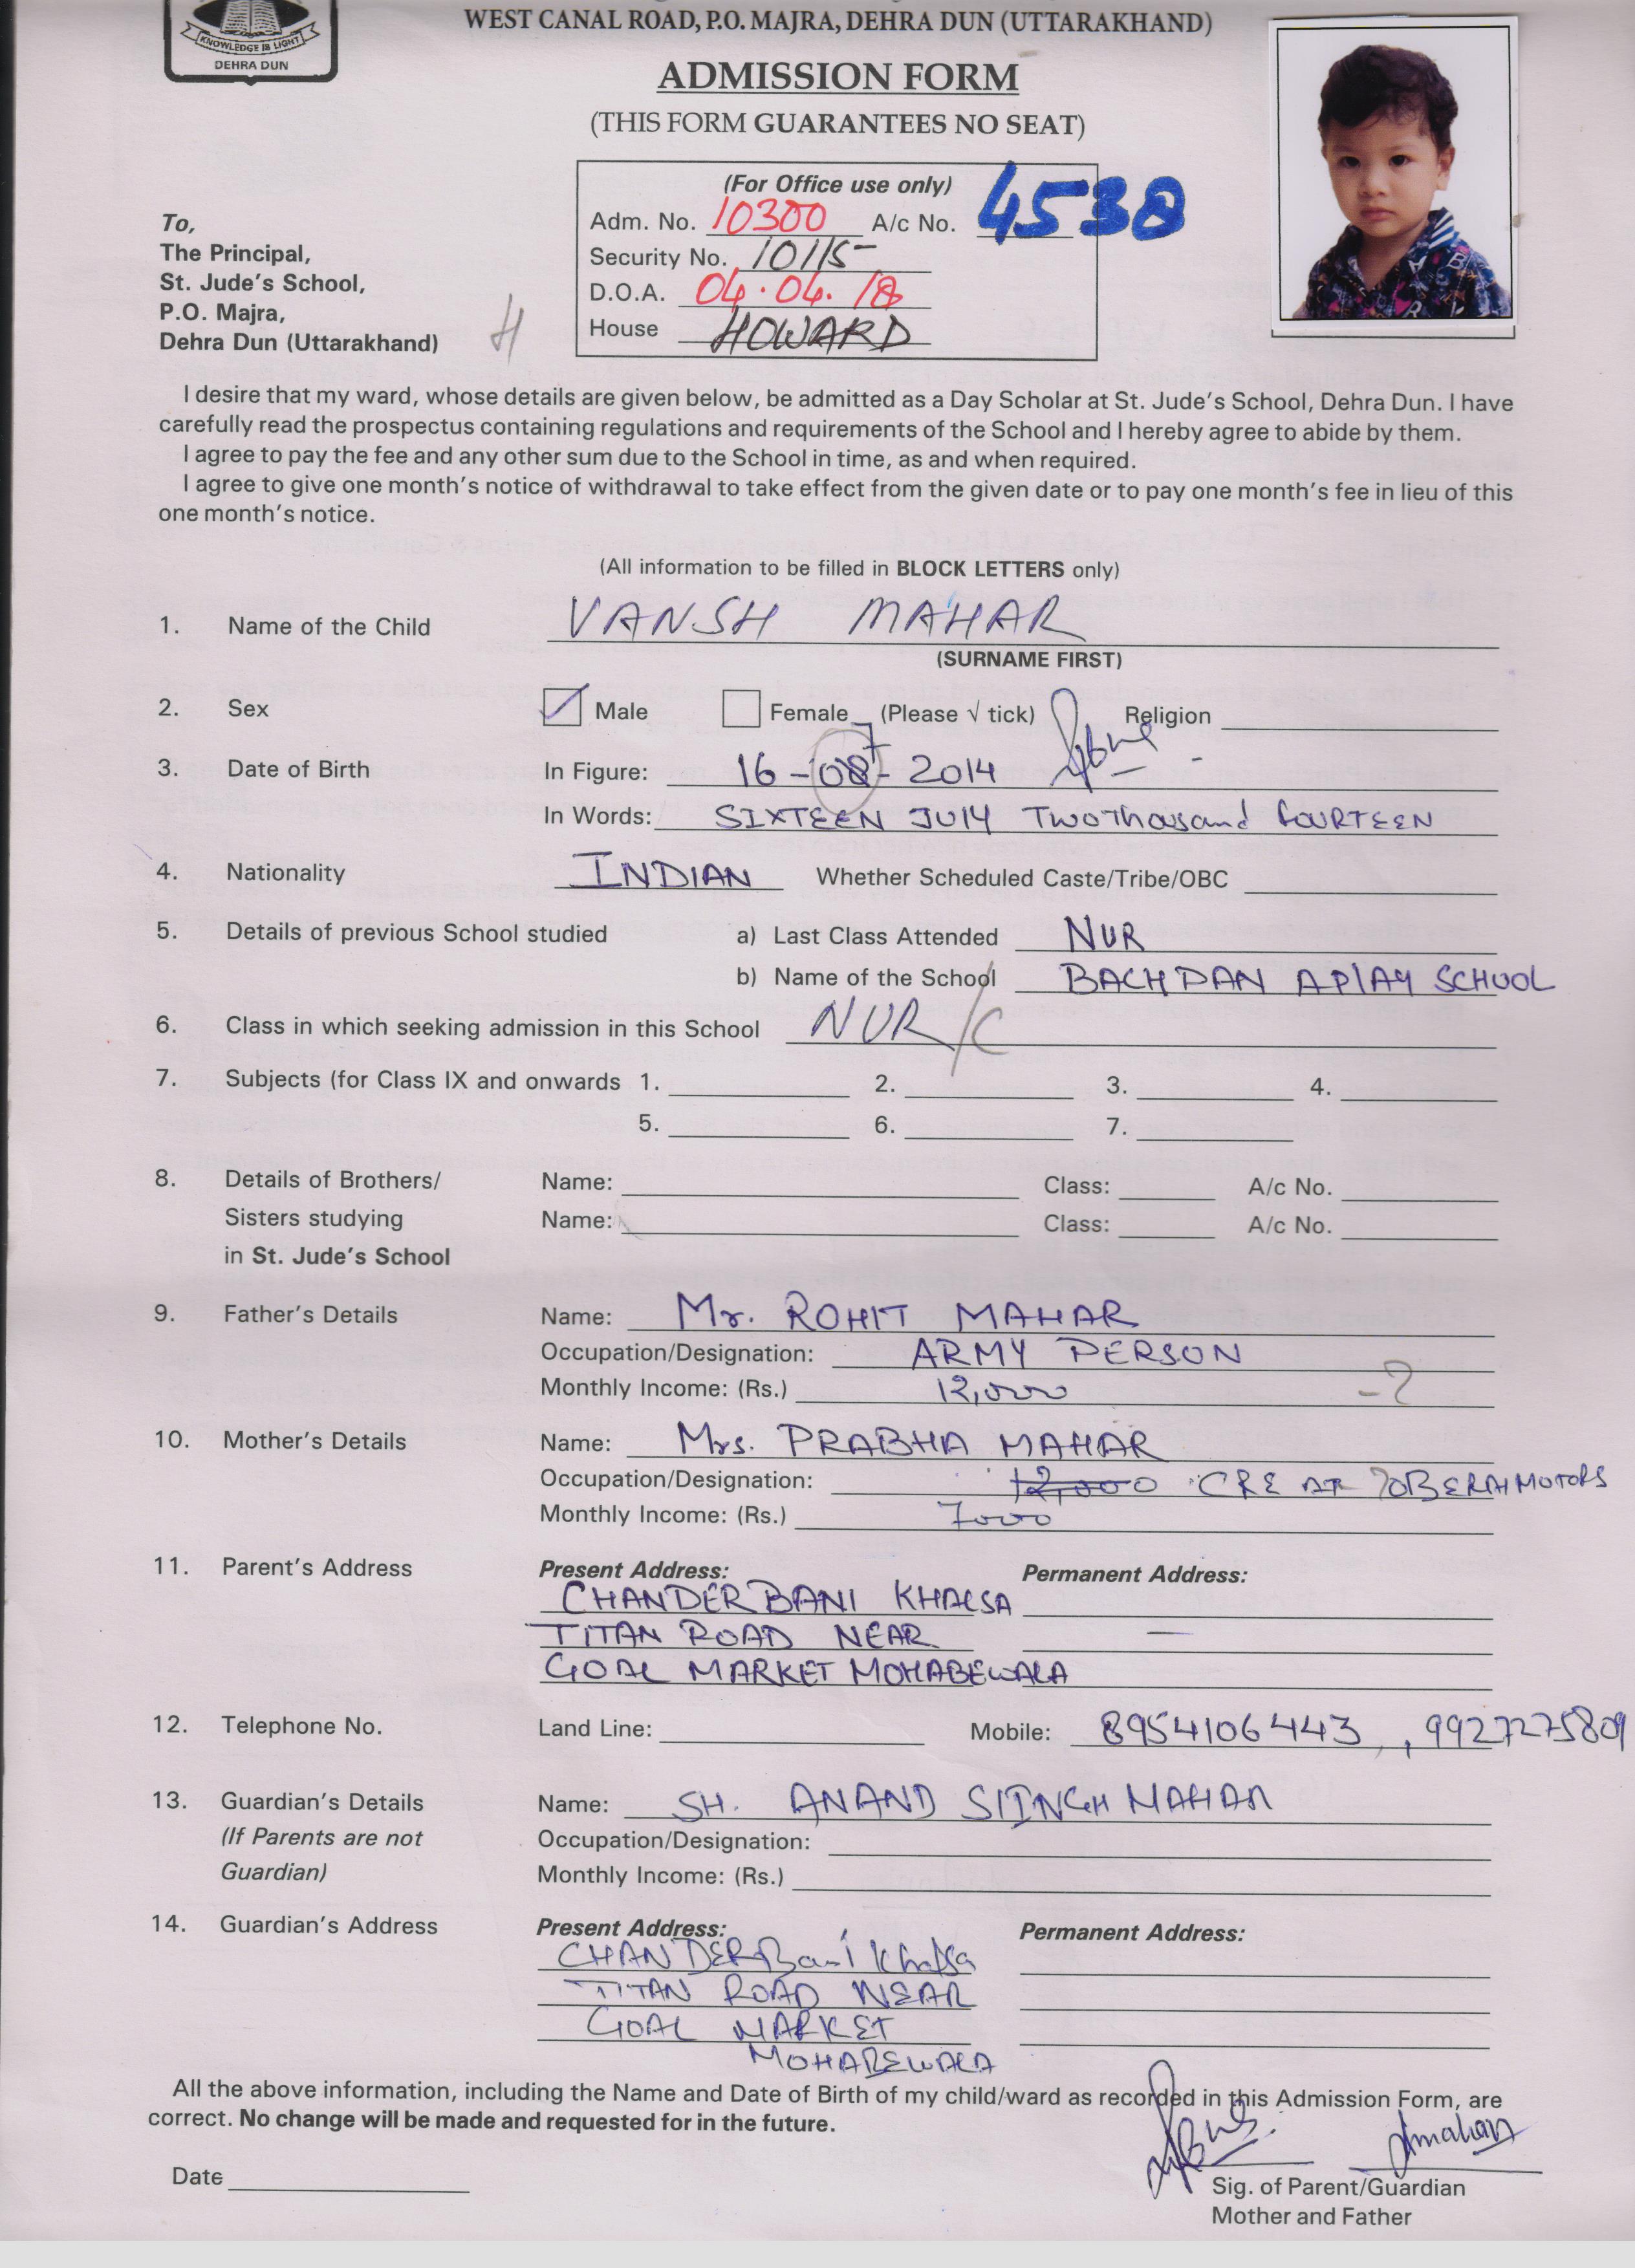 KNOWLEDGE IS LIGHT
DEHRA DUN
WEST CANAL ROAD, P.O. MAJRA, DEHRA DUN (UTTARAKHAND)
ADMISSION FORM
(THIS FORM GUARANTEES NO SEAT)
(For Office use only)
Adm. No. 10300 A/c No. 4538
Security No. 10115
D.O.A. 04.04.18
House HOWARD
To,
The Principal,
St. Jude's School,
P.O. Majra,
Dehra Dun (Uttarakhand)
H
I desire that my ward, whose details are given below, be admitted as a Day Scholar at St. Jude's School, Dehra Dun. I have
carefully read the prospectus containing regulations and requirements of the School and I hereby agree to abide by them.
I agree to pay the fee and any other sum due to the School in time, as and when required.
I agree to give one month's notice of withdrawal to take effect from the given date or to pay one month's fee in lieu of this
one month's notice.
(All information to be filled in BLOCK LETTERS only)
1. Name of the Child VANSH MAHAR
(SURNAME FIRST)
2. Sex Male Female (Please √ tick) Religion
3. Date of Birth In Figure: 16-08-2014
7
In Words: SIXTEEN JULY TwoThousand FOURTEEN
4. Nationality INDIAN Whether Scheduled Caste/Tribe/OBC
5. Details of previous School studied a) Last Class Attended NUR
b) Name of the School BACHPAN A PLAY SCHOOL
6. Class in which seeking admission in this School NUR/C
7. Subjects (for Class IX and onwards 1. 2. 3. 4.
5. 6. 7.
8. Details of Brothers/ Name: Class: A/c No.
Sisters studying Name: Class: A/c No.
in St. Jude's School
9. Father's Details Name: Mr. ROHIT MAHAR
Occupation/Designation: ARMY PERSON
Monthly Income: (Rs.) 12,000 -?
10. Mother's Details Name: Mrs. PRABHA MAHAR
Occupation/Designation: 12,000 CRE AT OBERAI MOTORS
Monthly Income: (Rs.) 7000
11. Parent's Address Present Address: Permanent Address:
CHANDERBANI KHALSA
TITAN ROAD NEAR
GOAL MARKET MOHABEWALA
12. Telephone No. Land Line: Mobile: 8954106443, 9927275809
13. Guardian's Details Name: SH. ANAND SIINGH MAHAR
(If Parents are not Occupation/Designation:
Guardian) Monthly Income: (Rs.)
14. Guardian's Address Present Address: Permanent Address:
CHANDERBani Khalsa
TITAN ROAD NEAR
GOAL MARKET
MOHABEWALA
All the above information, including the Name and Date of Birth of my child/ward as recorded in this Admission Form, are
correct. No change will be made and requested for in the future.
Date
Sig. of Parent/Guardian
Mother and Father